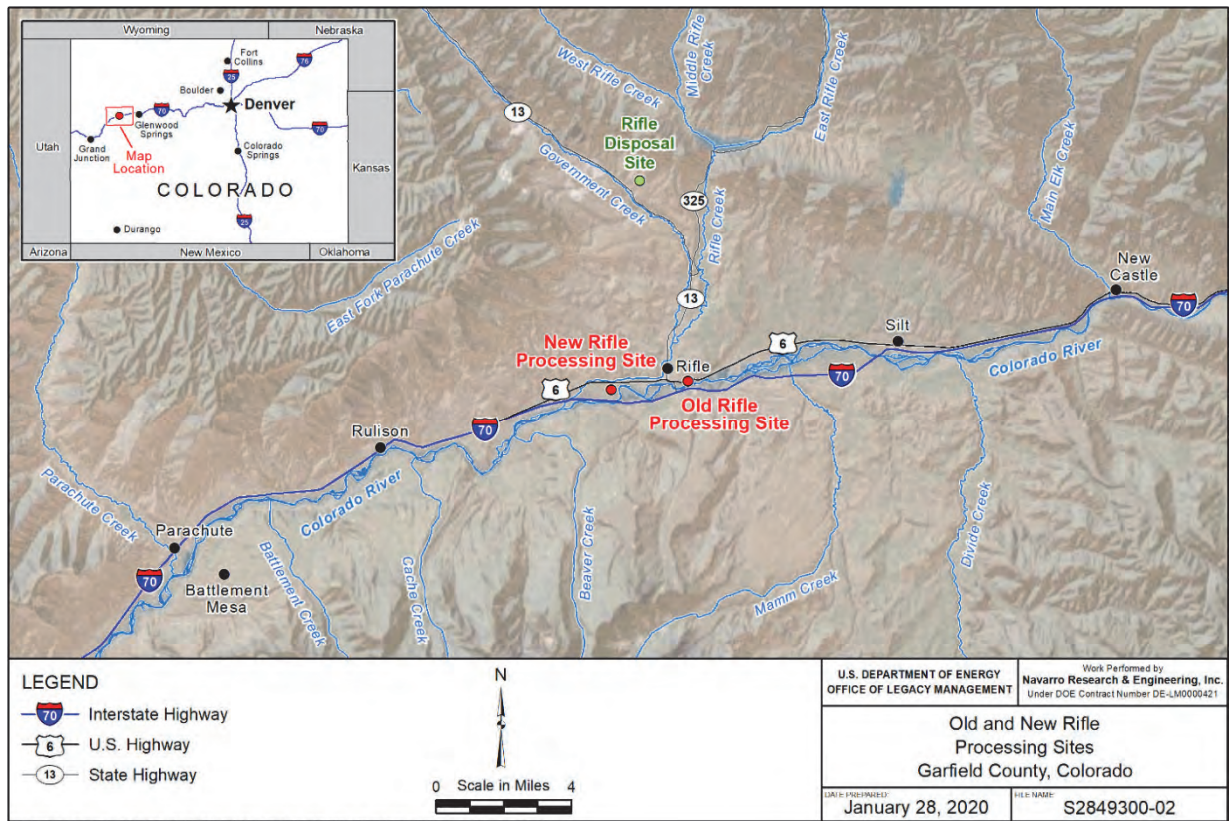 Wyoming
Nebraska
Fort
Collins
76
25
Boulder
Denver
70
Glenwood
Springs
70
Utah
Grand
Junction
Map
Location
Colorado
Springs
Kansas
COLORADO
25
Durango
Arizona
New Mexico
Oklahoma
West Rifle Creek
Middle Rifle
Creek
East Rifle Creek
13
Rifle
Disposal
Site
Government Creek
325
Rifle Creek
Main Elk Creek
East Fork Parachute Creek
13
New
Castle
70
New Rifle
Processing Site
Rifle
6
Silt
Colorado River
6
70
Old Rifle
Processing Site
70
Rulison
Parachute Creek
Colorado River
Parachute
70
Battlement
Mesa
Battlement Creek
Cache Creek
Beaver Creek
Mamm Creek
Divide Creek
LEGEND
70 Interstate Highway
6 U.S. Highway
13 State Highway
N
0 Scale in Miles 4
U.S. DEPARTMENT OF ENERGY
OFFICE OF LEGACY MANAGEMENT
Work Performed by
Navarro Research & Engineering, Inc.
Under DOE Contract Number DE-LM0000421
Old and New Rifle
Processing Sites
Garfield County, Colorado
DATE PREPARED:
January 28, 2020
FILE NAME:
S2849300-02